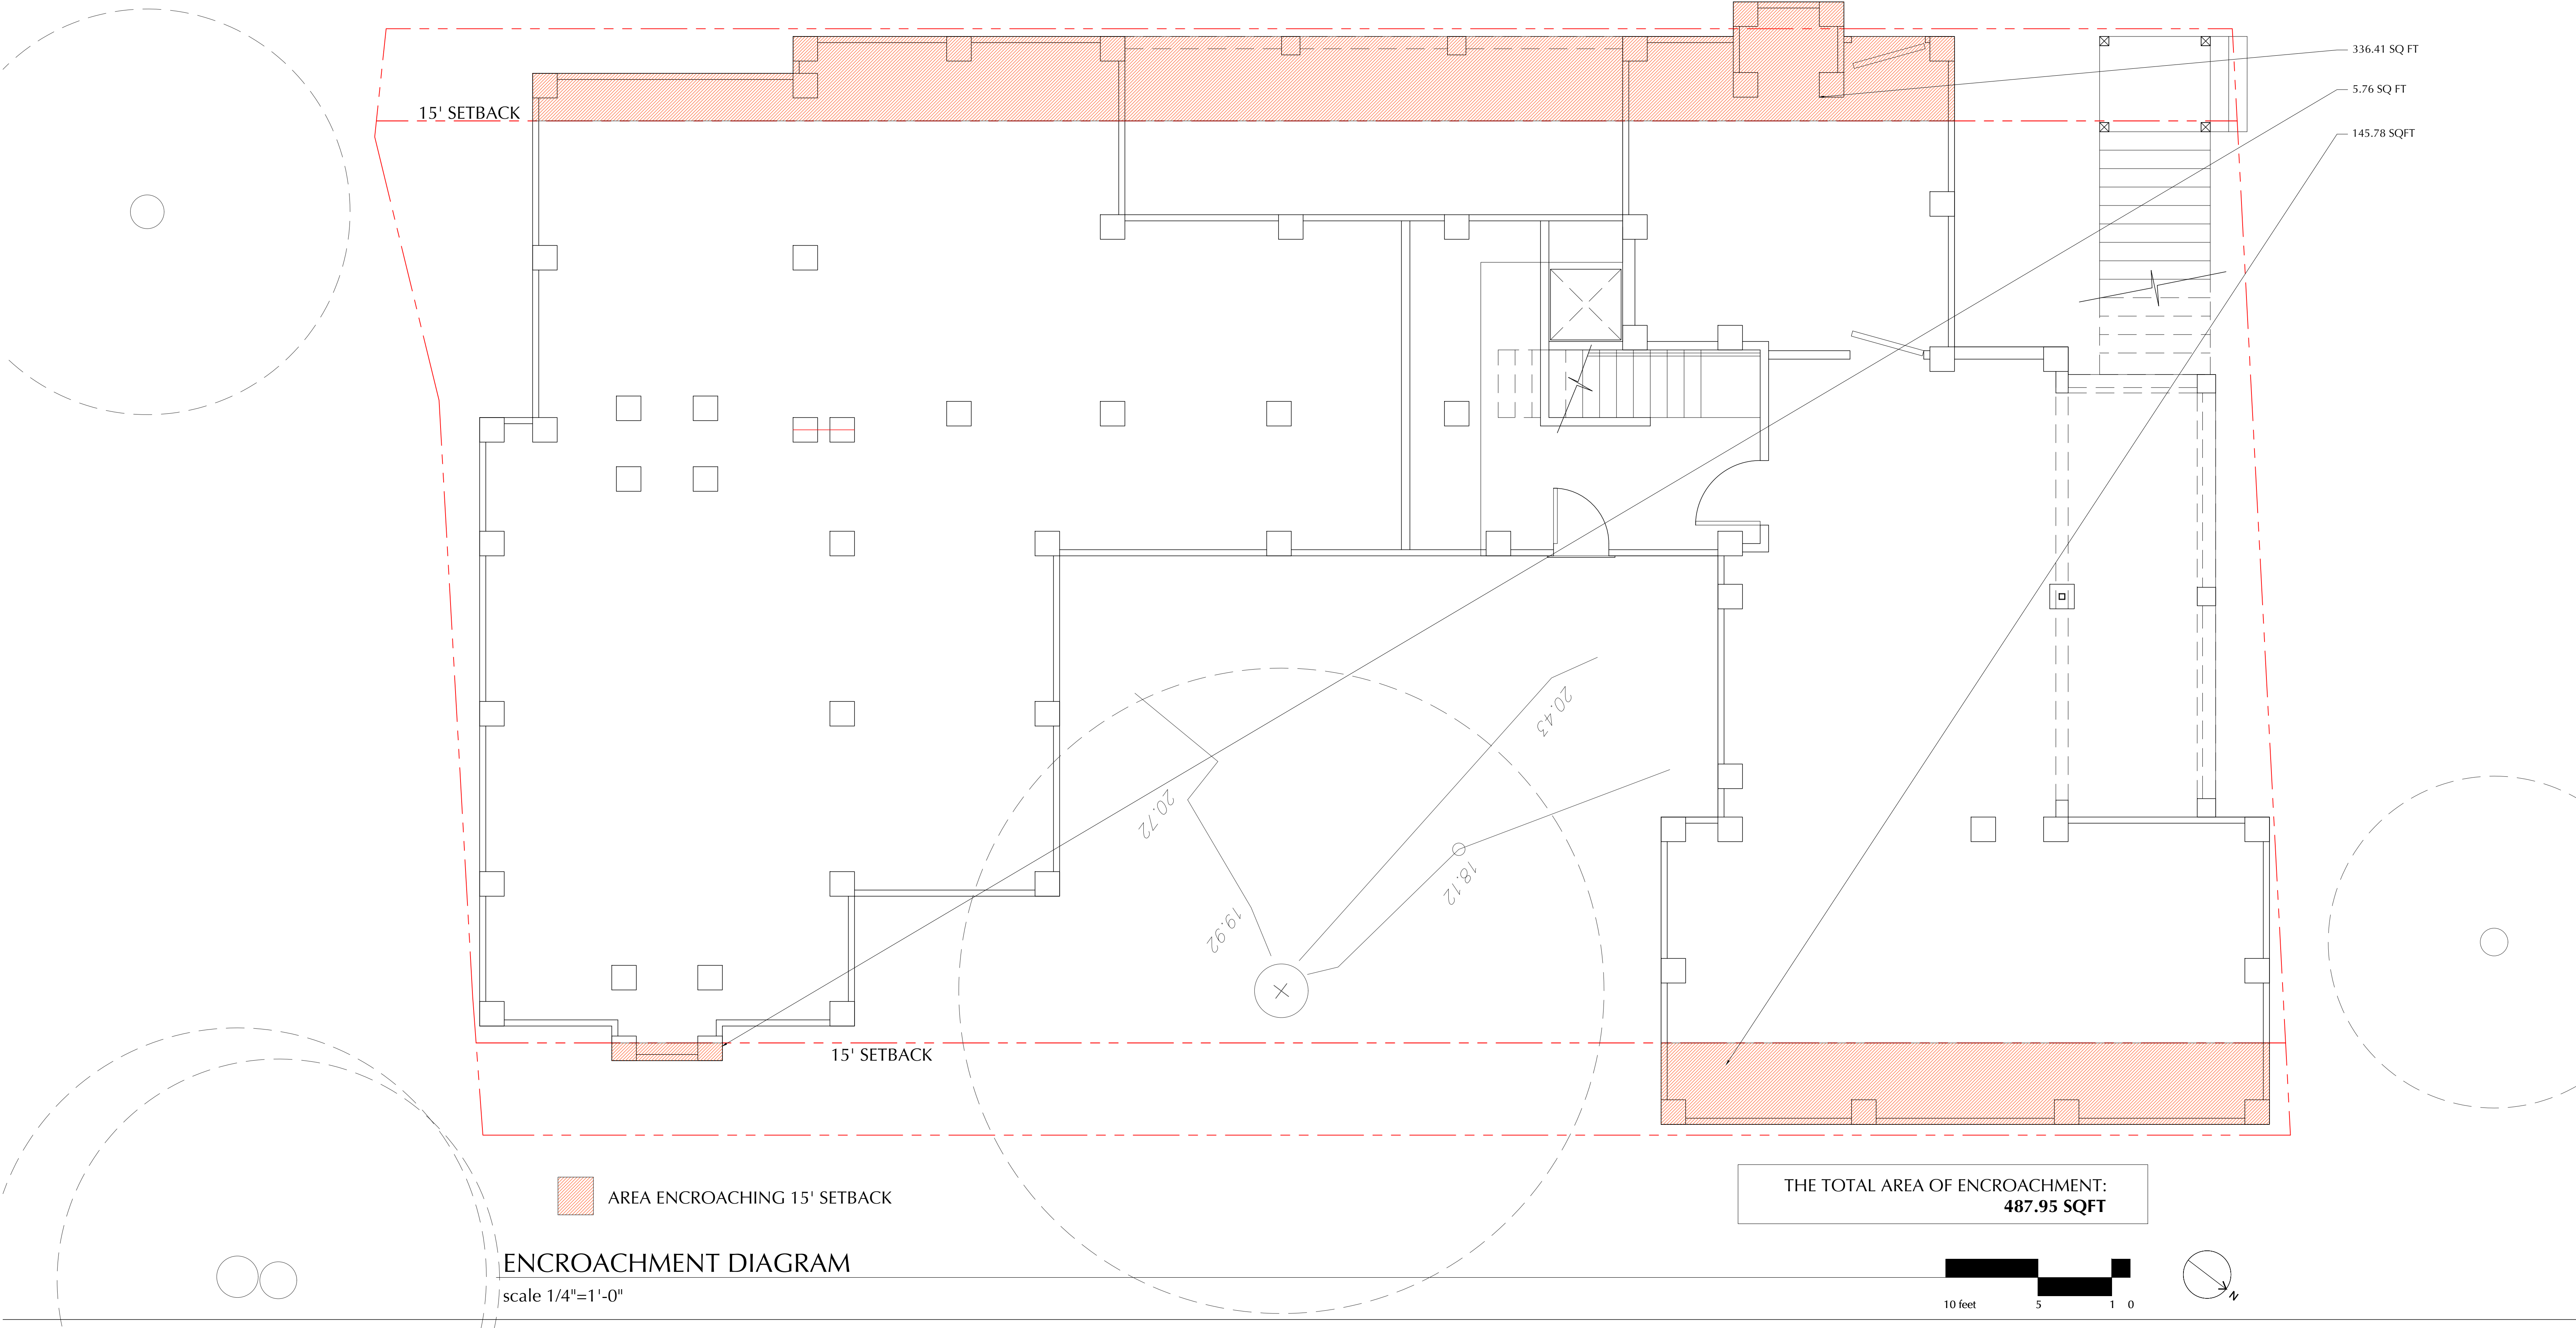 336.41 SQ FT
5.76 SQ FT
15' SETBACK
145.78 SQFT
20.43
20.72
18.12
19.92
15' SETBACK
AREA ENCROACHING 15' SETBACK
THE TOTAL AREA OF ENCROACHMENT:
487.95 SQFT
ENCROACHMENT DIAGRAM
scale 1/4"=1'-0"
10 feet 5 1 0
N